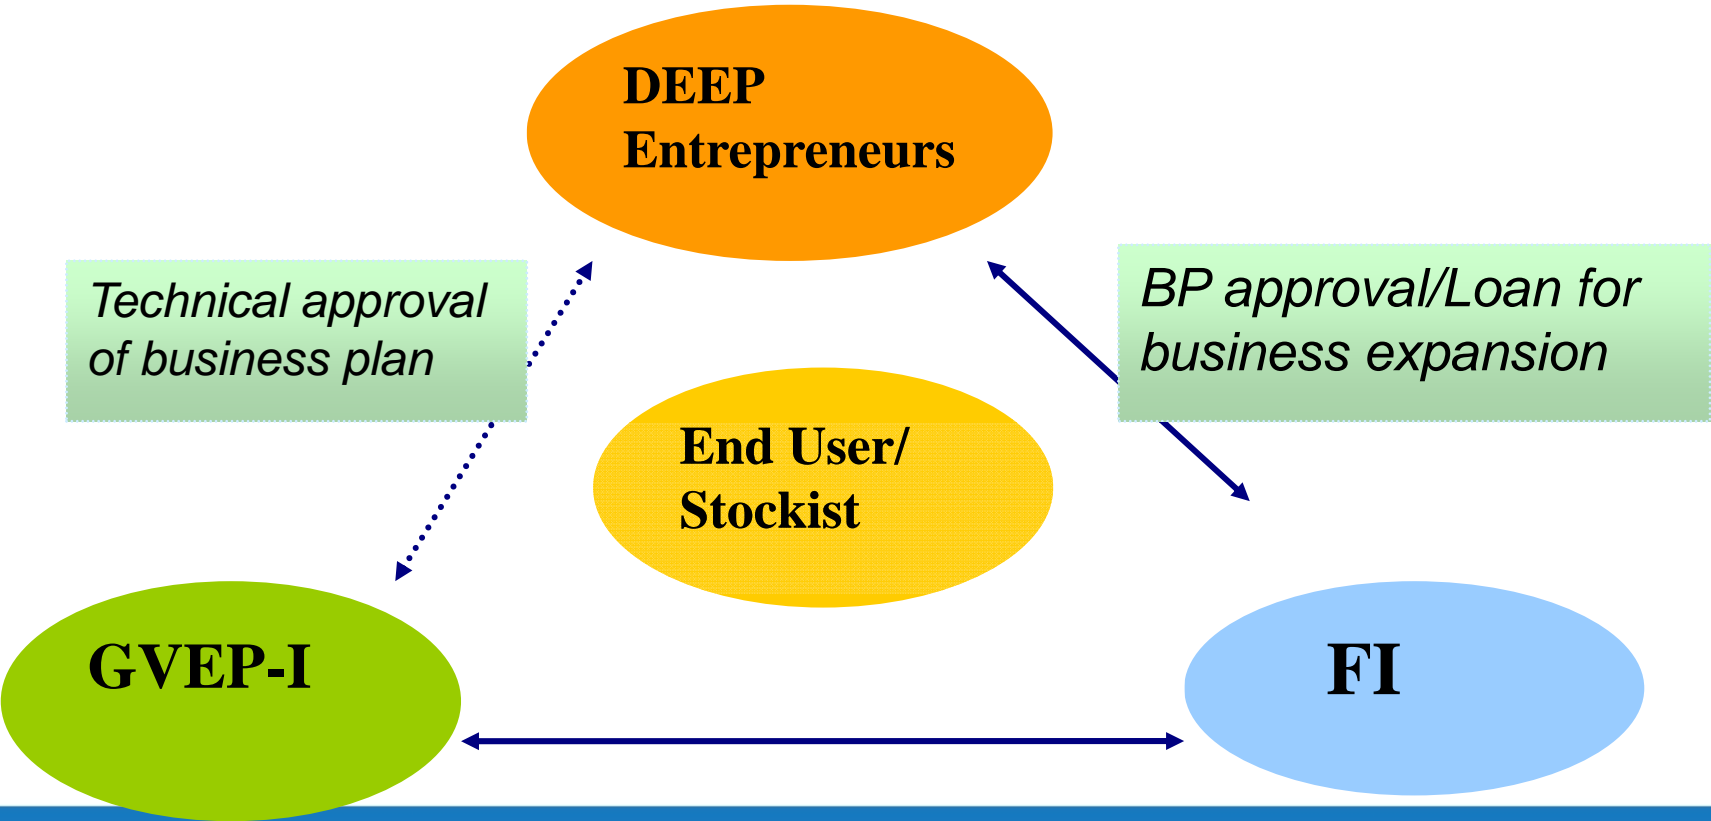 DEEP
Entrepreneurs
Technical approval
of business plan
BP approval/Loan for
business expansion
End User/
Stockist
GVEP-I
FI